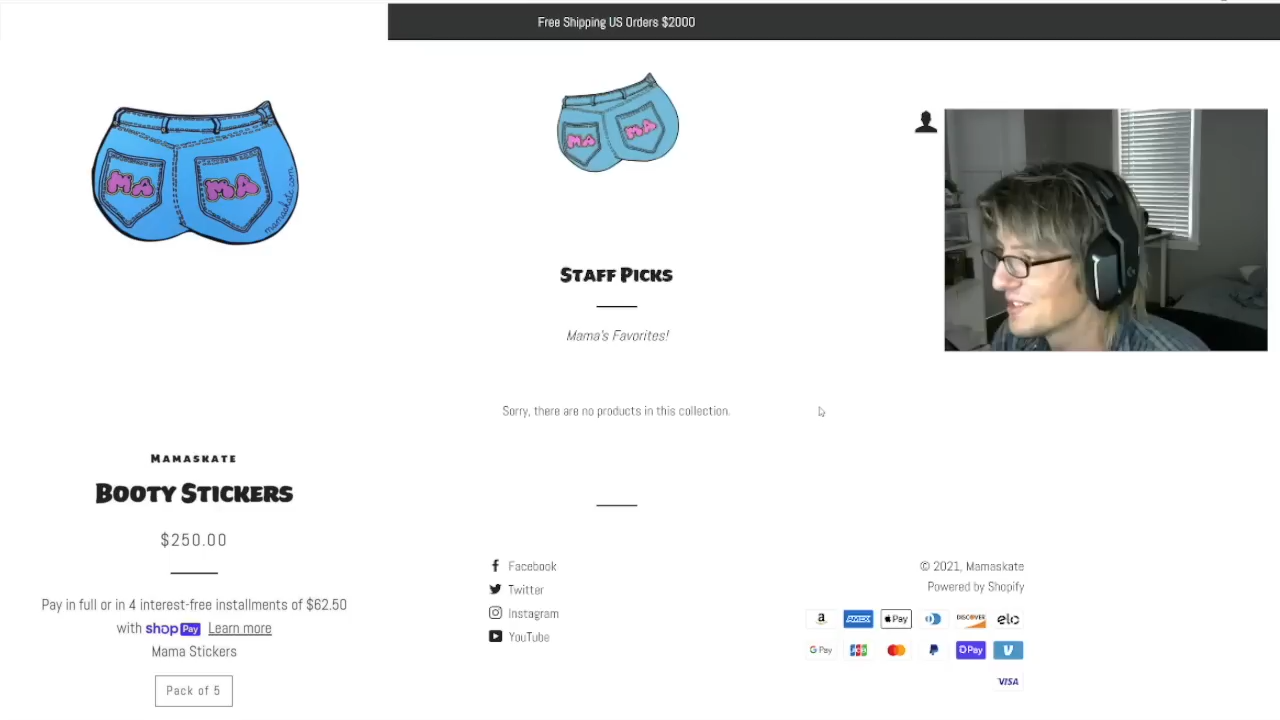 Free Shipping US Orders $2000
MA MA
mamaskate.com
MA MA
STAFF PICKS
Mama's Favorites!
Sorry, there are no products in this collection.
MAMASKATE
BOOTY STICKERS
$250.00
Pay in full or in 4 interest-free installments of $62.50
with shop Pay Learn more
Mama Stickers
Pack of 5
Facebook
Twitter
Instagram
YouTube
© 2021, Mamaskate
Powered by Shopify
a AMEX Pay DISCOVER elo
G Pay JCB Pay V
VISA